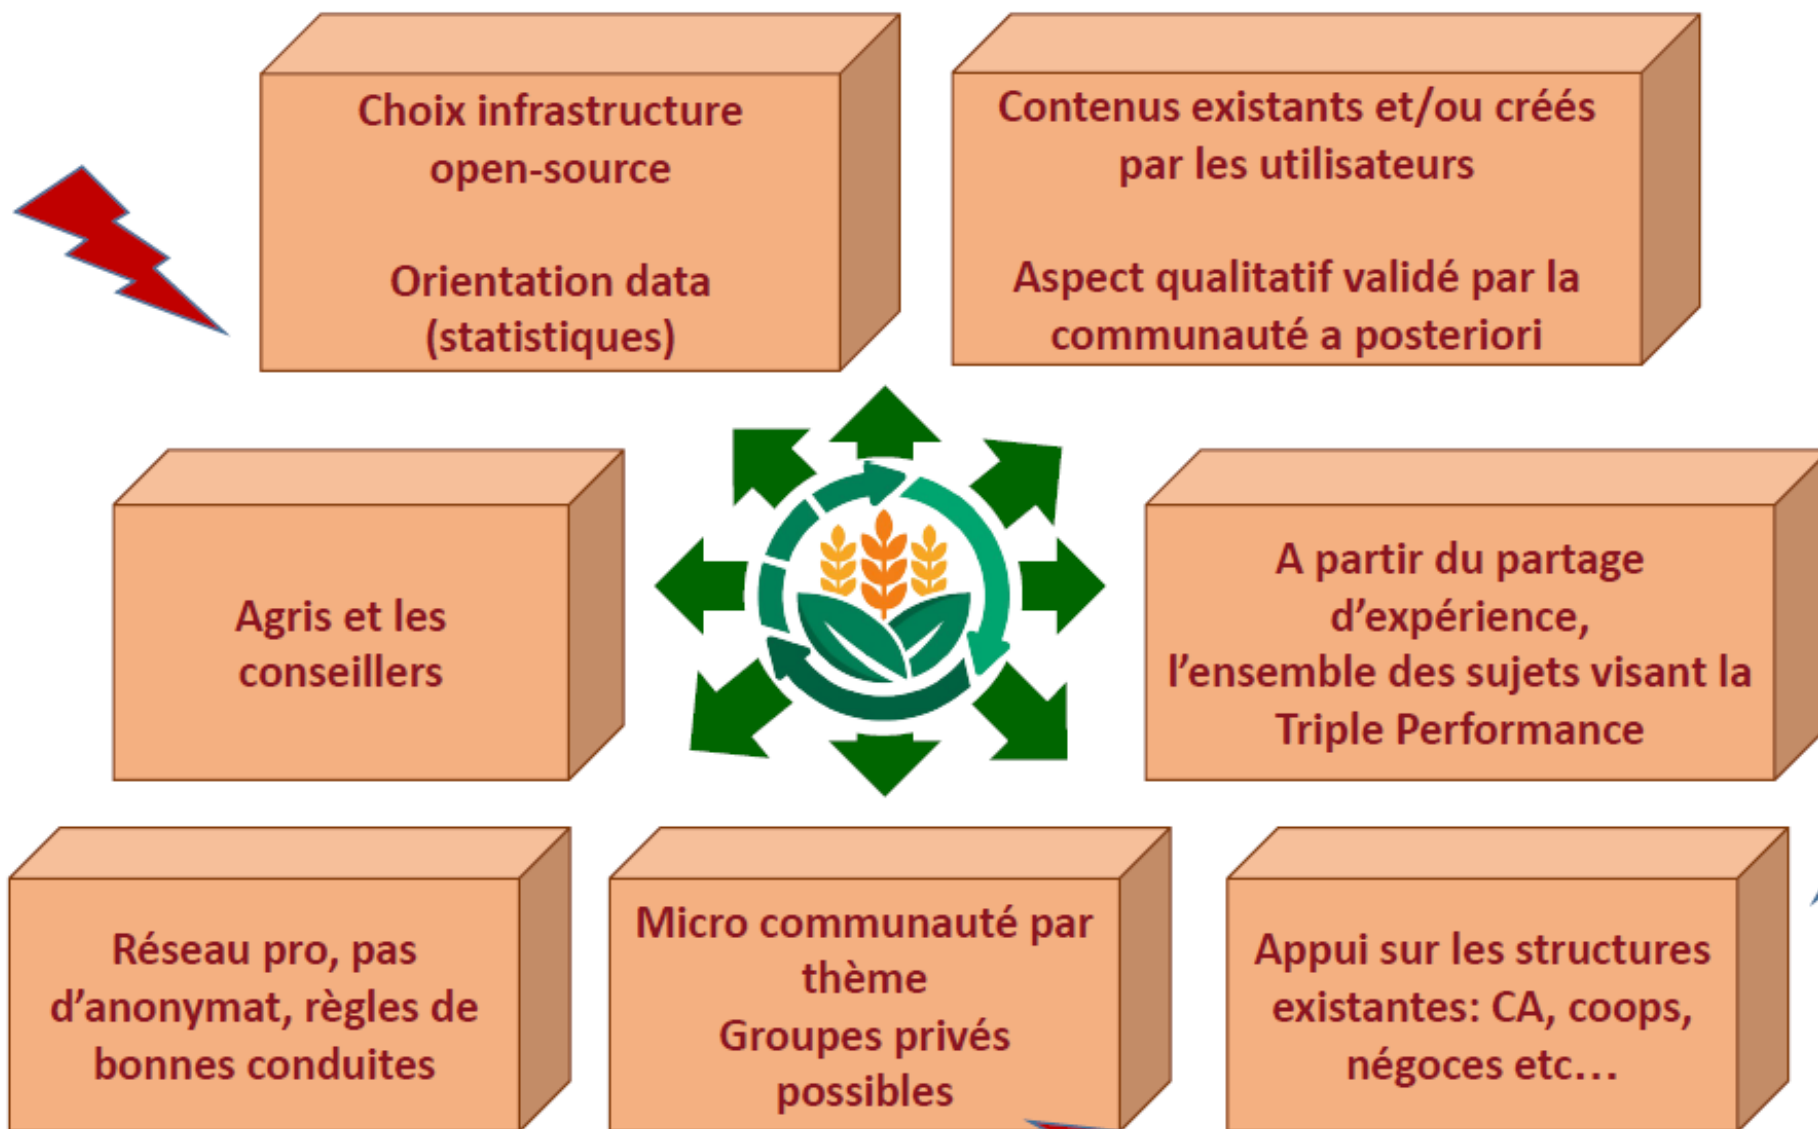 Choix infrastructure
open-source
Orientation data
(statistiques)
Contenus existants et/ou créés
par les utilisateurs
Aspect qualitatif validé par la
communauté a posteriori
Agris et les
conseillers
A partir du partage
d’expérience,
l’ensemble des sujets visant la
Triple Performance
Réseau pro, pas
d’anonymat, règles de
bonnes conduites
Micro communauté par
thème
Groupes privés
possibles
Appui sur les structures
existantes: CA, coops,
négoces etc…